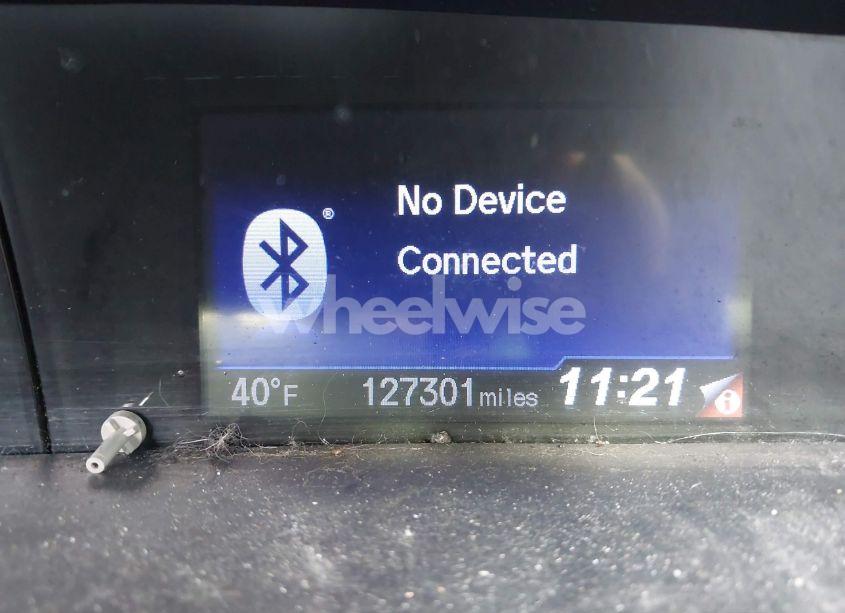 No Device
®
Connected
wheelwise
40°F 127301 miles 11:21 i